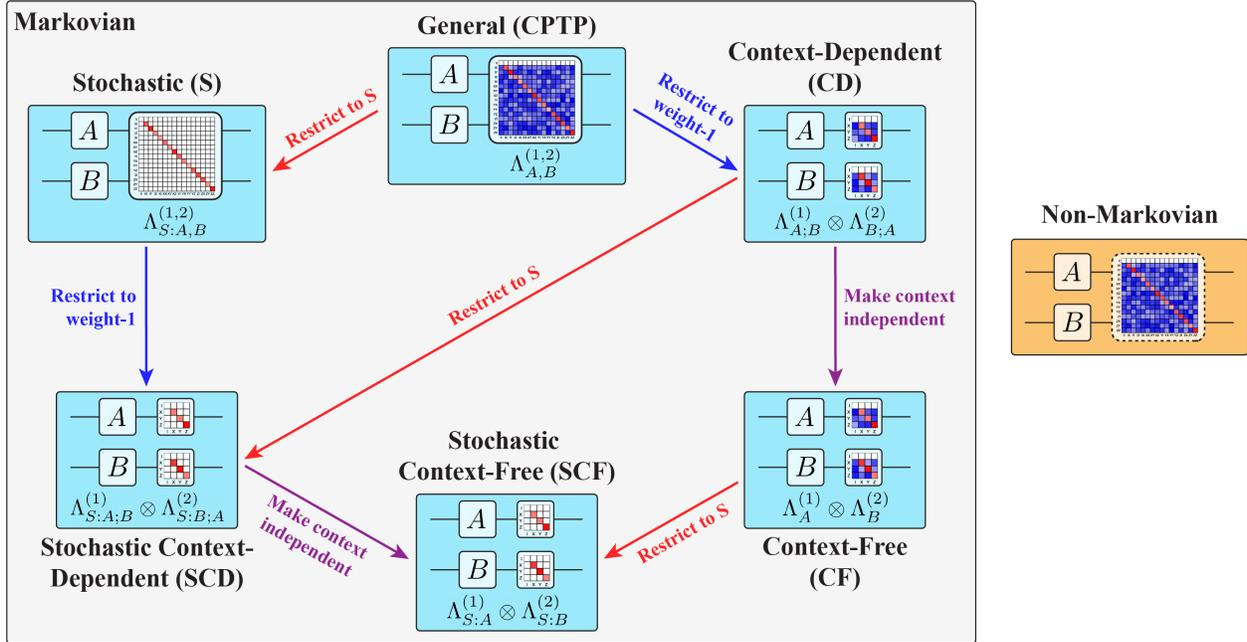 Markovian
General (CPTP)
A
B
Λ^{(1,2)}_{A,B}
Stochastic (S)
A
B
Λ^{(1,2)}_{S:A,B}
Context-Dependent
(CD)
A
B
I X Y Z
Λ^{(1)}_{A;B} ⊗ Λ^{(2)}_{B;A}
Restrict to S
Restrict to
weight-1
Restrict to S
Restrict to
weight-1
Make context
independent
Non-Markovian
A
B
A
B
I X Y Z
Λ^{(1)}_{S:A;B} ⊗ Λ^{(2)}_{S:B;A}
Stochastic Context-
Dependent (SCD)
Make context
independent
Stochastic
Context-Free (SCF)
A
B
I X Y Z
Λ^{(1)}_{S:A} ⊗ Λ^{(2)}_{S:B}
Restrict to S
A
B
I X Y Z
Λ^{(1)}_{A} ⊗ Λ^{(2)}_{B}
Context-Free
(CF)